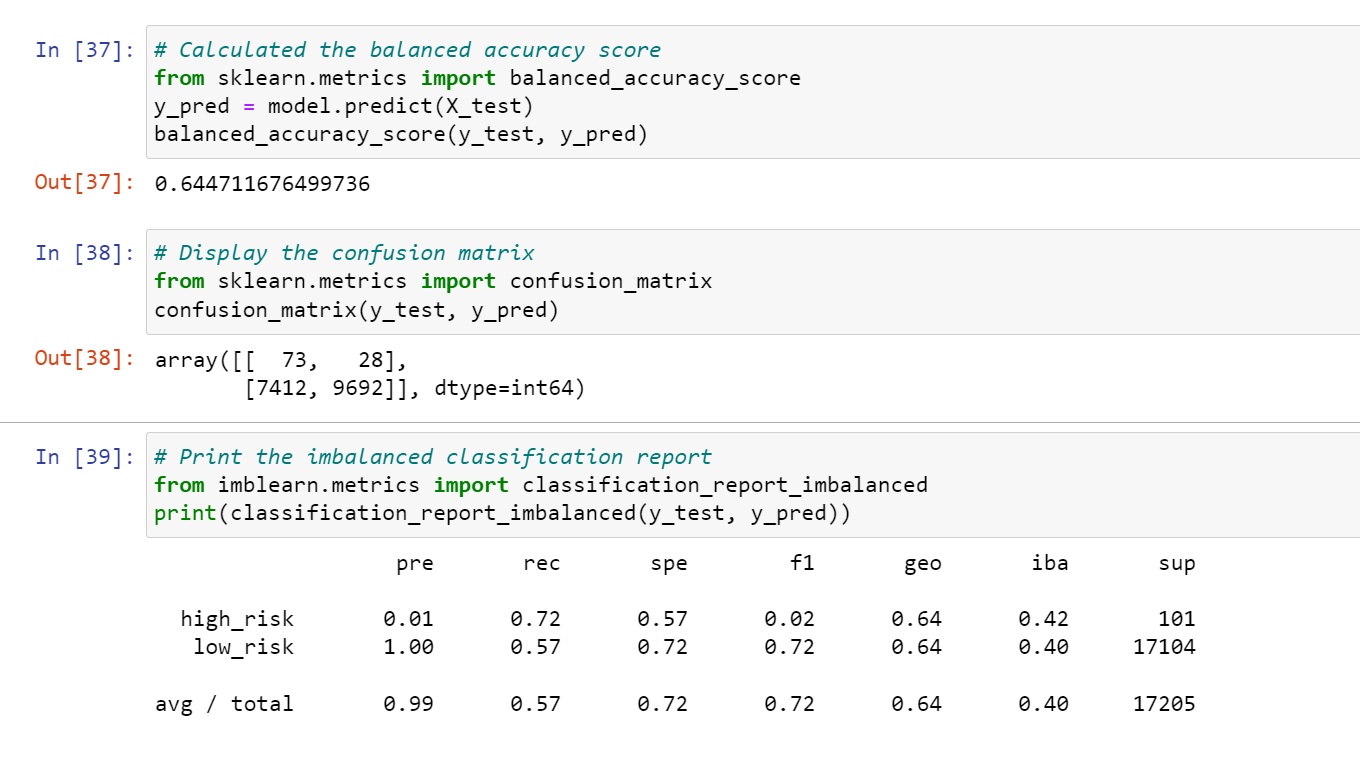 In [37]: # Calculated the balanced accuracy score
from sklearn.metrics import balanced_accuracy_score
y_pred = model.predict(X_test)
balanced_accuracy_score(y_test, y_pred)
Out[37]: 0.644711676499736
In [38]: # Display the confusion matrix
from sklearn.metrics import confusion_matrix
confusion_matrix(y_test, y_pred)
Out[38]: array([[  73,   28],
       [7412, 9692]], dtype=int64)
In [39]: # Print the imbalanced classification report
from imblearn.metrics import classification_report_imbalanced
print(classification_report_imbalanced(y_test, y_pred))
pre rec spe f1 geo iba sup
high_risk 0.01 0.72 0.57 0.02 0.64 0.42 101
low_risk 1.00 0.57 0.72 0.72 0.64 0.40 17104
avg / total 0.99 0.57 0.72 0.72 0.64 0.40 17205